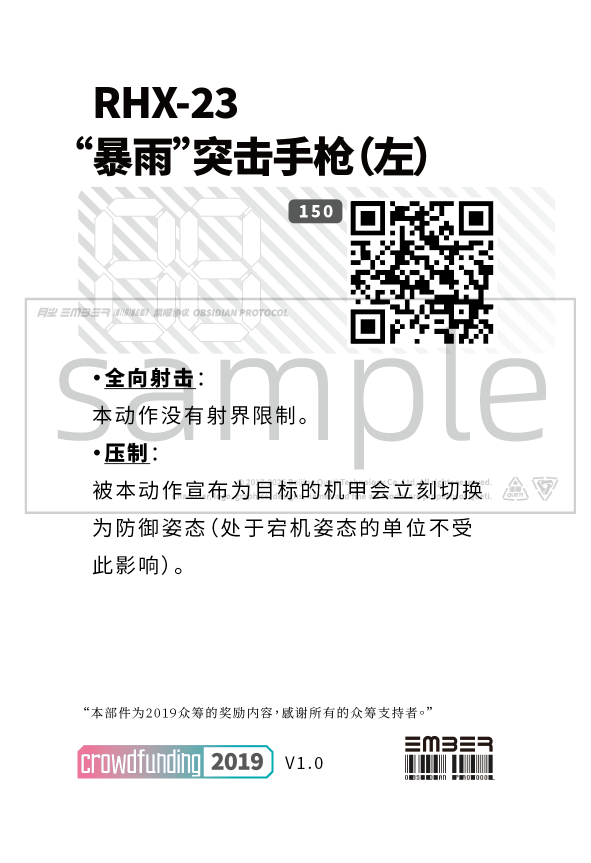 RHX-23
“暴雨”突击手枪（左）
150
OBSIDIAN PROTOCOL
sample
•全向射击：
本动作没有射界限制。
•压制：
被本动作宣布为目标的机甲会立刻切换
为防御姿态（处于宕机姿态的单位不受
此影响）。
“本部件为2019众筹的奖励内容，感谢所有的众筹支持者。”
crowdfunding 2019 V1.0
EMBER